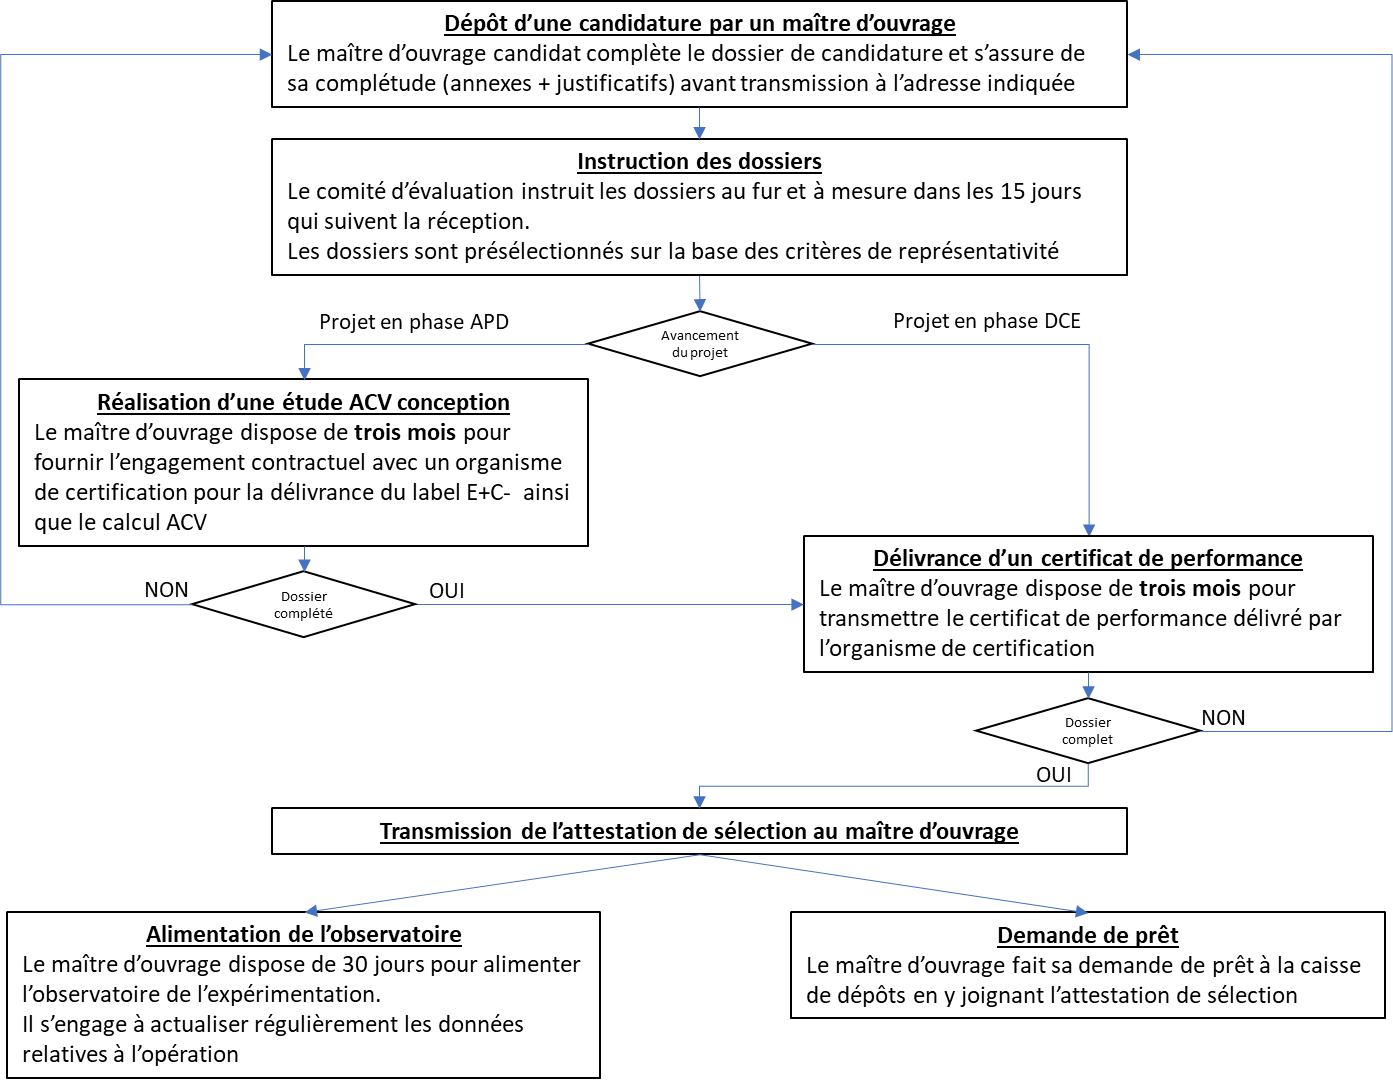 Dépôt d’une candidature par un maître d’ouvrage
Le maître d’ouvrage candidat complète le dossier de candidature et s’assure de
sa complétude (annexes + justificatifs) avant transmission à l’adresse indiquée
Instruction des dossiers
Le comité d’évaluation instruit les dossiers au fur et à mesure dans les 15 jours
qui suivent la réception.
Les dossiers sont présélectionnés sur la base des critères de représentativité
Projet en phase APD
Avancement
du projet
Projet en phase DCE
Réalisation d’une étude ACV conception
Le maître d’ouvrage dispose de trois mois pour
fournir l’engagement contractuel avec un organisme
de certification pour la délivrance du label E+C- ainsi
que le calcul ACV
NON
Dossier
complété
OUI
Délivrance d’un certificat de performance
Le maître d’ouvrage dispose de trois mois pour
transmettre le certificat de performance délivré par
l’organisme de certification
Dossier
complet
NON
OUI
Transmission de l’attestation de sélection au maître d’ouvrage
Alimentation de l’observatoire
Le maître d’ouvrage dispose de 30 jours pour alimenter
l’observatoire de l’expérimentation.
Il s’engage à actualiser régulièrement les données
relatives à l’opération
Demande de prêt
Le maître d’ouvrage fait sa demande de prêt à la caisse
de dépôts en y joignant l’attestation de sélection